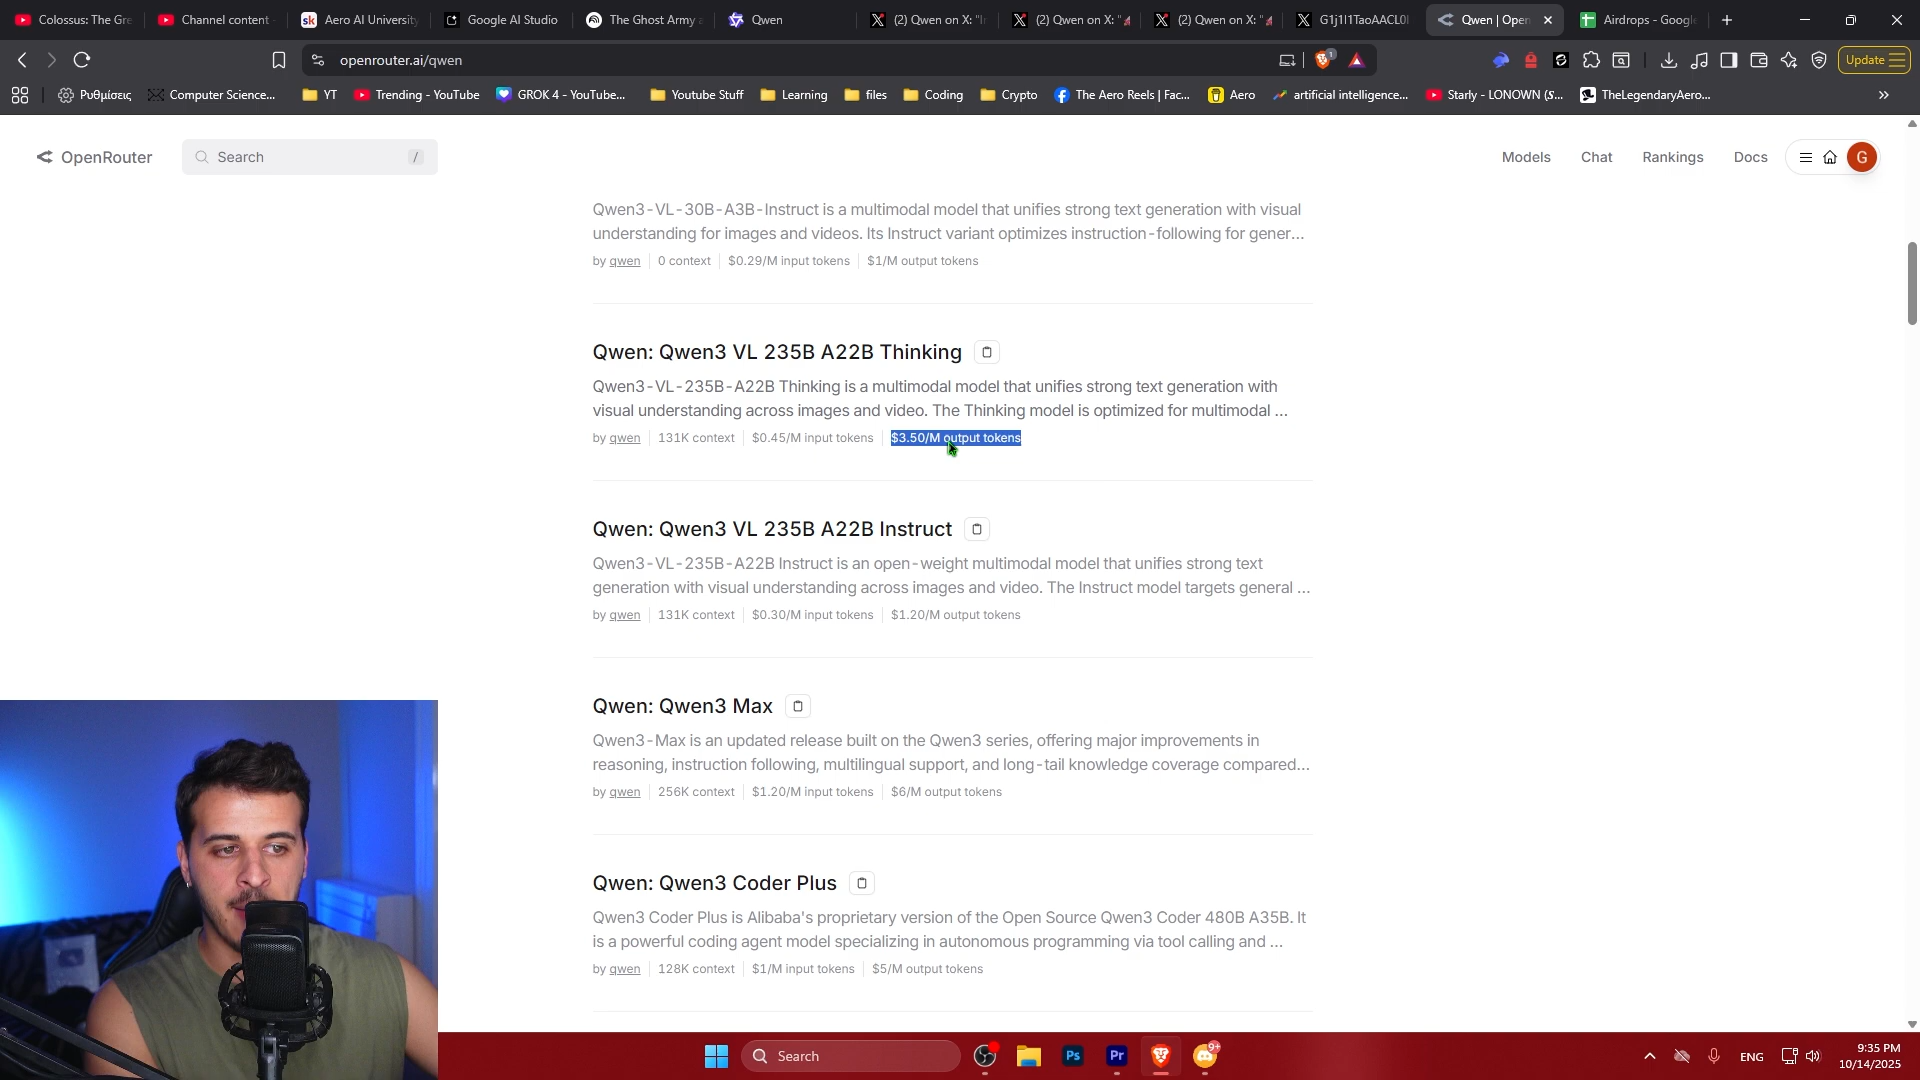 Colossus: The Gre
Channel content
Aero AI University
Google AI Studio
The Ghost Army a
Qwen
(2) Qwen on X: "Ir
(2) Qwen on X: "
(2) Qwen on X: "
G1j1I1TaoAACL0I
Qwen | Open
Airdrops - Google
openrouter.ai/qwen
1
Update
Ρυθμίσεις
Computer Science...
YT
Trending - YouTube
GROK 4 - YouTube...
Youtube Stuff
Learning
files
Coding
Crypto
The Aero Reels | Fac...
Aero
artificial intelligence...
Starly - LONOWN (S...
TheLegendaryAero...
OpenRouter
Search
/
Models
Chat
Rankings
Docs
G
Qwen3-VL-30B-A3B-Instruct is a multimodal model that unifies strong text generation with visual
understanding for images and videos. Its Instruct variant optimizes instruction-following for gener...
by qwen 0 context $0.29/M input tokens $1/M output tokens
Qwen: Qwen3 VL 235B A22B Thinking
Qwen3-VL-235B-A22B Thinking is a multimodal model that unifies strong text generation with
visual understanding across images and video. The Thinking model is optimized for multimodal ...
by qwen 131K context $0.45/M input tokens $3.50/M output tokens
Qwen: Qwen3 VL 235B A22B Instruct
Qwen3-VL-235B-A22B Instruct is an open-weight multimodal model that unifies strong text
generation with visual understanding across images and video. The Instruct model targets general ...
by qwen 131K context $0.30/M input tokens $1.20/M output tokens
Qwen: Qwen3 Max
Qwen3-Max is an updated release built on the Qwen3 series, offering major improvements in
reasoning, instruction following, multilingual support, and long-tail knowledge coverage compared...
by qwen 256K context $1.20/M input tokens $6/M output tokens
Qwen: Qwen3 Coder Plus
Qwen3 Coder Plus is Alibaba's proprietary version of the Open Source Qwen3 Coder 480B A35B. It
is a powerful coding agent model specializing in autonomous programming via tool calling and ...
by qwen 128K context $1/M input tokens $5/M output tokens
Search
Ps
Pr
9+
ENG
9:35 PM
10/14/2025